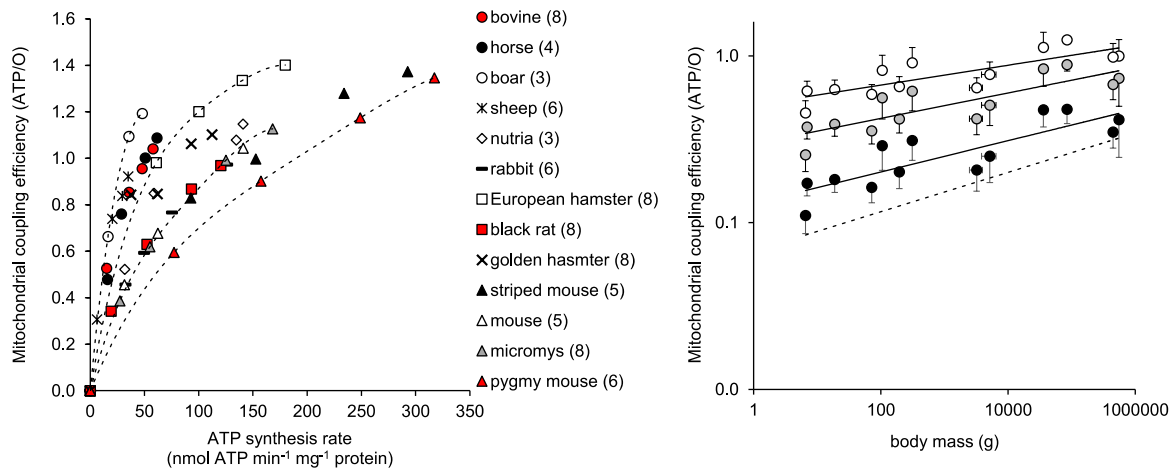 Mitochondrial coupling efficiency (ATP/O)
1.6
1.4
1.2
1.0
0.8
0.6
0.4
0.2
0.0
0 50 100 150 200 250 300 350
ATP synthesis rate
(nmol ATP min⁻¹ mg⁻¹ protein)
bovine (8)
horse (4)
boar (3)
sheep (6)
nutria (3)
rabbit (6)
European hamster (8)
black rat (8)
golden hasmter (8)
striped mouse (5)
mouse (5)
micromys (8)
pygmy mouse (6)
Mitochondrial coupling efficiency (ATP/O)
1.0
0.1
0.0
1 100 10000 1000000
body mass (g)